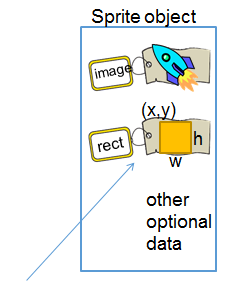 Sprite object
image
(x,y)
rect
h
w
other
optional
data